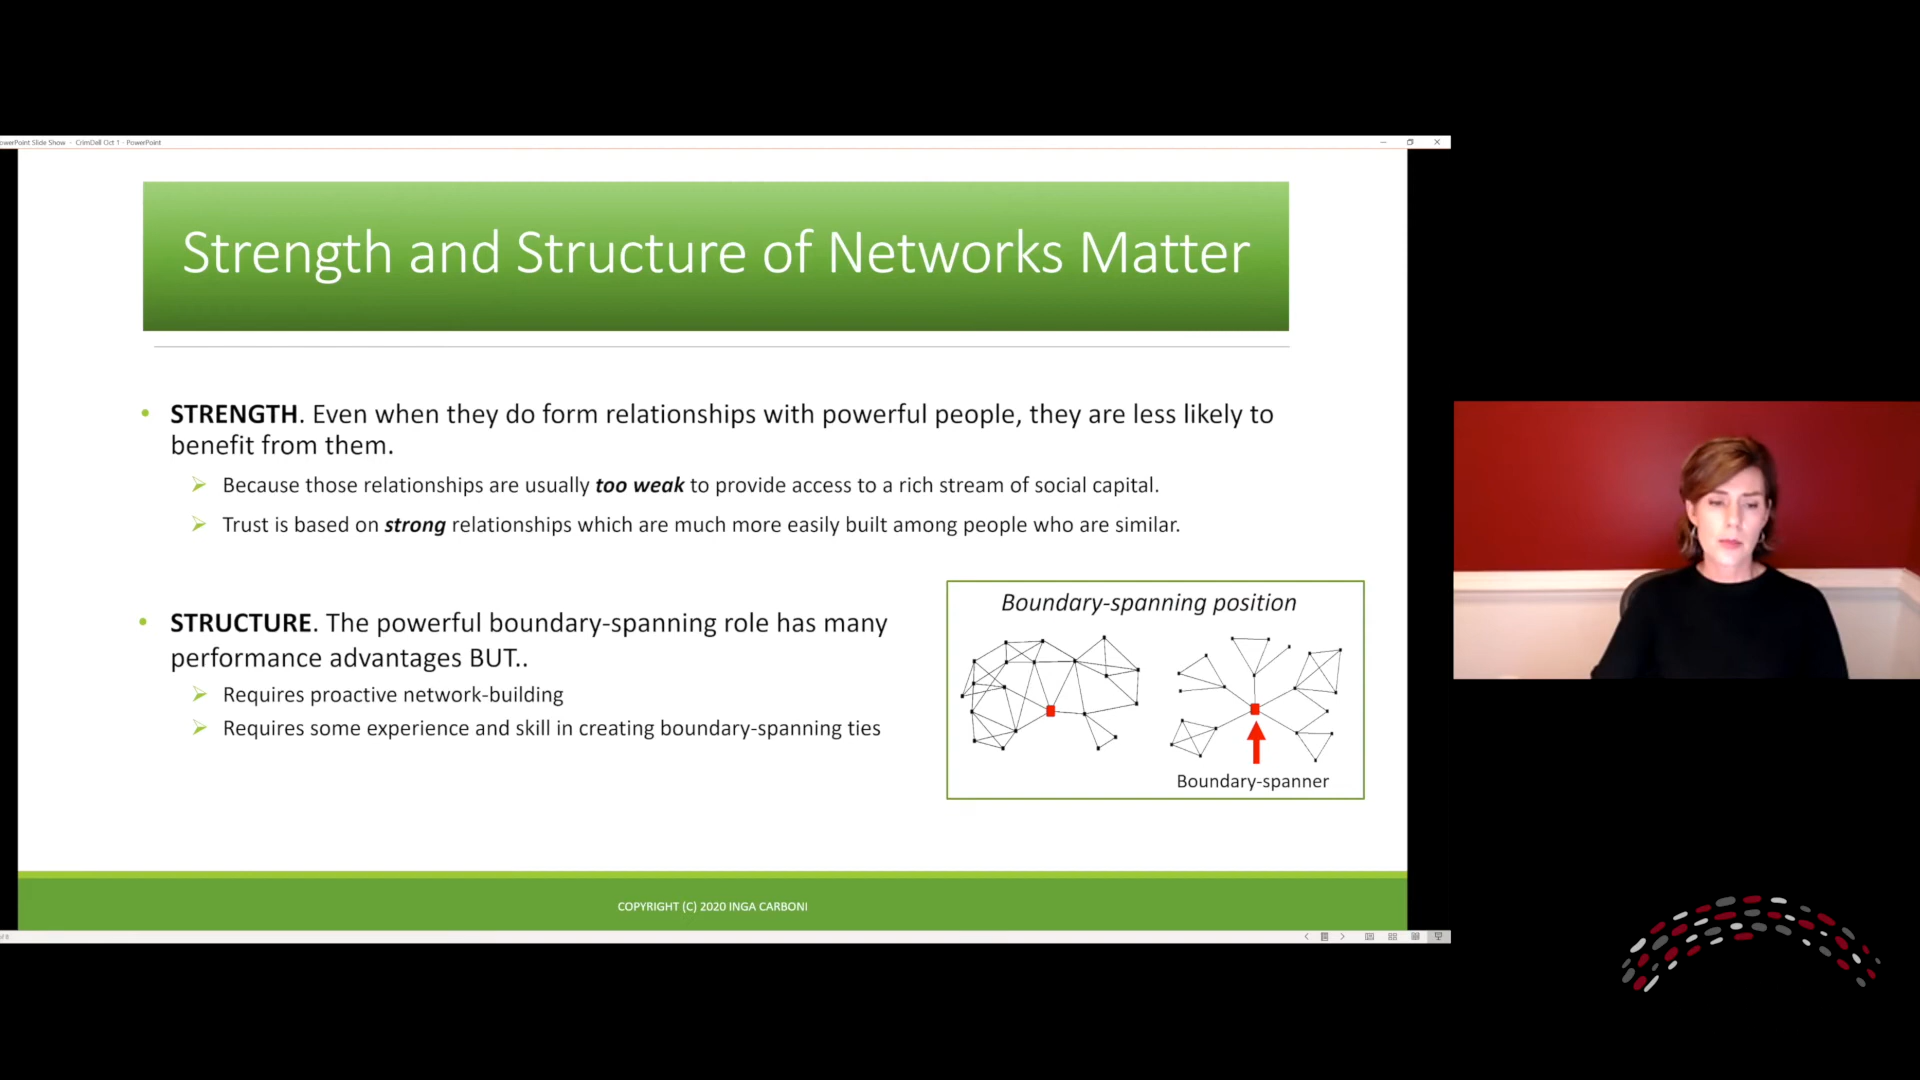 owerPoint Slide Show - CrimDell Oct 1 - PowerPoint
Strength and Structure of Networks Matter
• STRENGTH. Even when they do form relationships with powerful people, they are less likely to
benefit from them.
Because those relationships are usually too weak to provide access to a rich stream of social capital.
Trust is based on strong relationships which are much more easily built among people who are similar.
• STRUCTURE. The powerful boundary-spanning role has many
performance advantages BUT..
Requires proactive network-building
Requires some experience and skill in creating boundary-spanning ties
Boundary-spanning position
Boundary-spanner
COPYRIGHT (C) 2020 INGA CARBONI